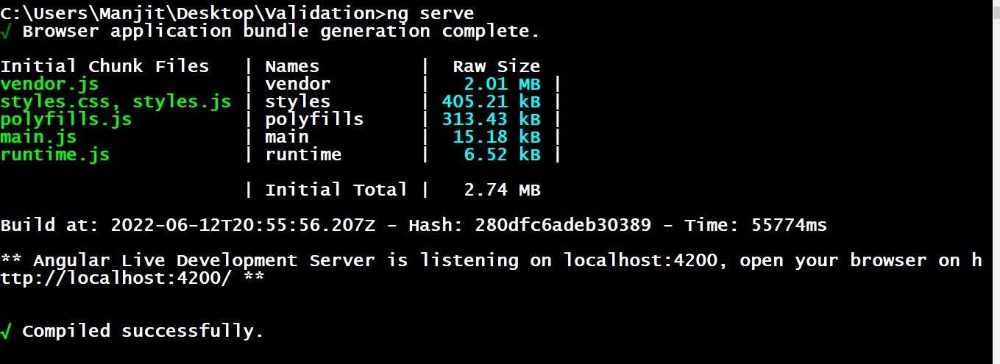 C:\Users\Manjit\Desktop\Validation>ng serve
√ Browser application bundle generation complete.
Initial Chunk Files | Names | Raw Size
vendor.js | vendor | 2.01 MB |
styles.css, styles.js | styles | 405.21 kB |
polyfills.js | polyfills | 313.43 kB |
main.js | main | 15.18 kB |
runtime.js | runtime | 6.52 kB |
| Initial Total | 2.74 MB
Build at: 2022-06-12T20:55:56.207Z - Hash: 280dfc6adeb30389 - Time: 55774ms
** Angular Live Development Server is listening on localhost:4200, open your browser on h
ttp://localhost:4200/ **
√ Compiled successfully.